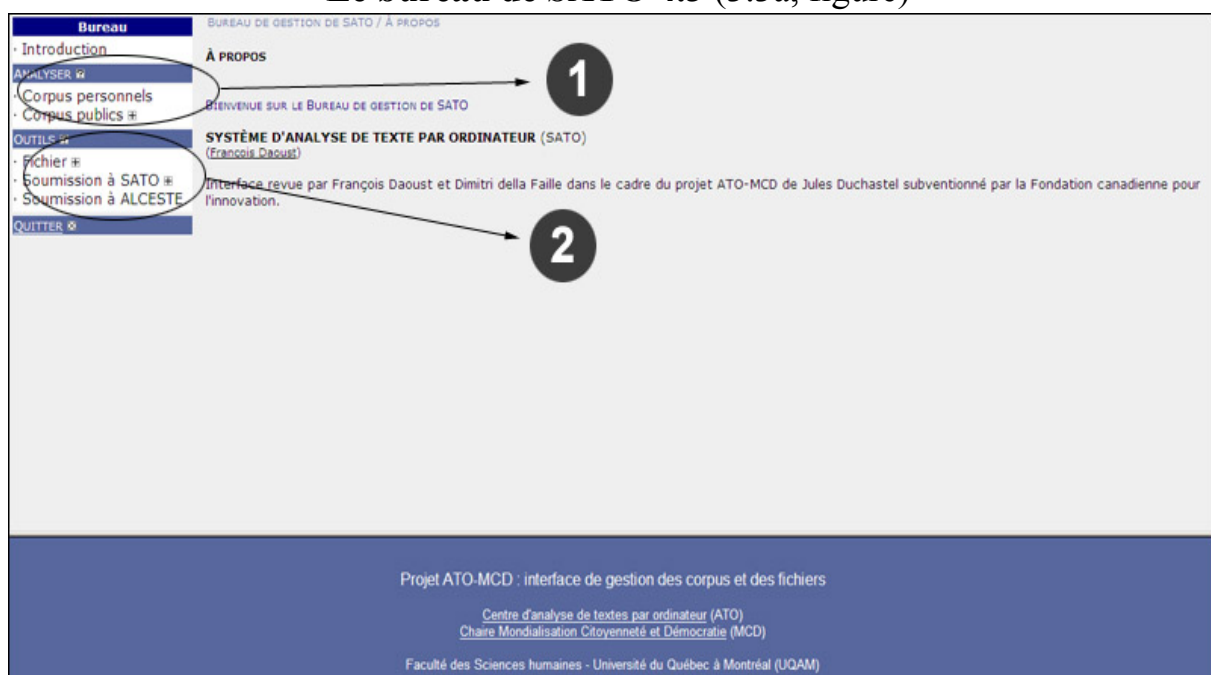 Le bureau de SATO 4.3 (3.3a, figure)
Bureau
· Introduction
ANALYSER
· Corpus personnels
· Corpus publics
OUTILS
· Fichier
· Soumission à SATO
· Soumission à ALCESTE
QUITTER
BUREAU DE GESTION DE SATO / À PROPOS
À PROPOS
BIENVENUE SUR LE BUREAU DE GESTION DE SATO
SYSTÈME D'ANALYSE DE TEXTE PAR ORDINATEUR (SATO)
(François Daoust)
Interface revue par François Daoust et Dimitri della Faille dans le cadre du projet ATO-MCD de Jules Duchastel subventionné par la Fondation canadienne pour
l'innovation.
1
2
Projet ATO-MCD : interface de gestion des corpus et des fichiers
Centre d'analyse de textes par ordinateur (ATO)
Chaire Mondialisation Citoyenneté et Démocratie (MCD)
Faculté des Sciences humaines - Université du Québec à Montréal (UQAM)